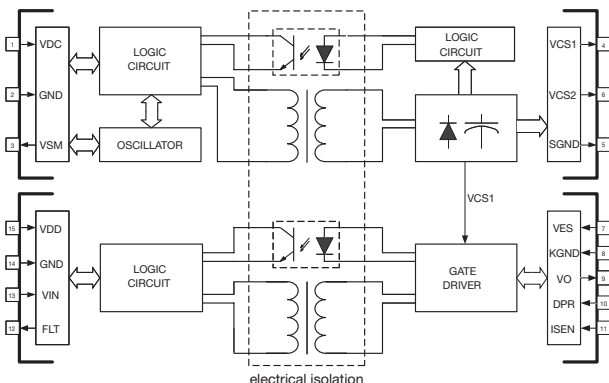 1
VDC
2
GND
3
VSM
LOGIC
CIRCUIT
OSCILLATOR
LOGIC
CIRCUIT
VCS1
4
VCS2
6
SGND
5
VCS1
15
VDD
14
GND
13
VIN
12
FLT
LOGIC
CIRCUIT
GATE
DRIVER
VES
7
KGND
8
VO
9
DPR
10
ISEN
11
electrical isolation